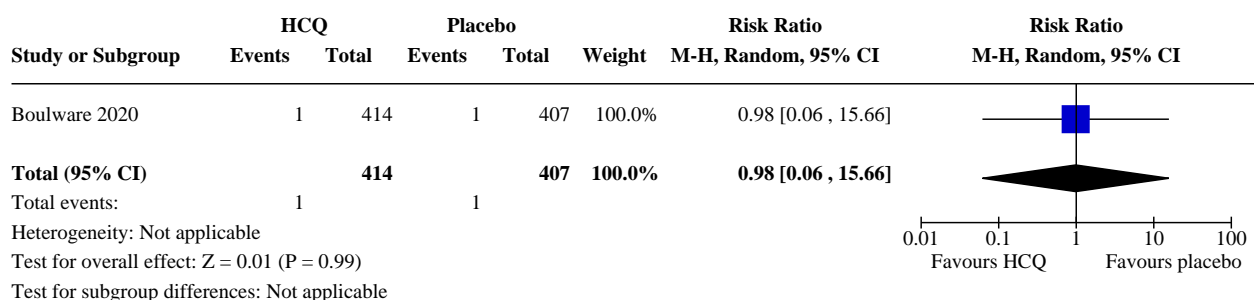 HCQ Placebo Risk Ratio Risk Ratio
Study or Subgroup Events Total Events Total Weight M-H, Random, 95% CI M-H, Random, 95% CI
Boulware 2020 1 414 1 407 100.0% 0.98 [0.06 , 15.66]
Total (95% CI) 414 407 100.0% 0.98 [0.06 , 15.66]
Total events: 1 1
Heterogeneity: Not applicable
Test for overall effect: Z = 0.01 (P = 0.99)
Test for subgroup differences: Not applicable
0.01 0.1 1 10 100
Favours HCQ Favours placebo